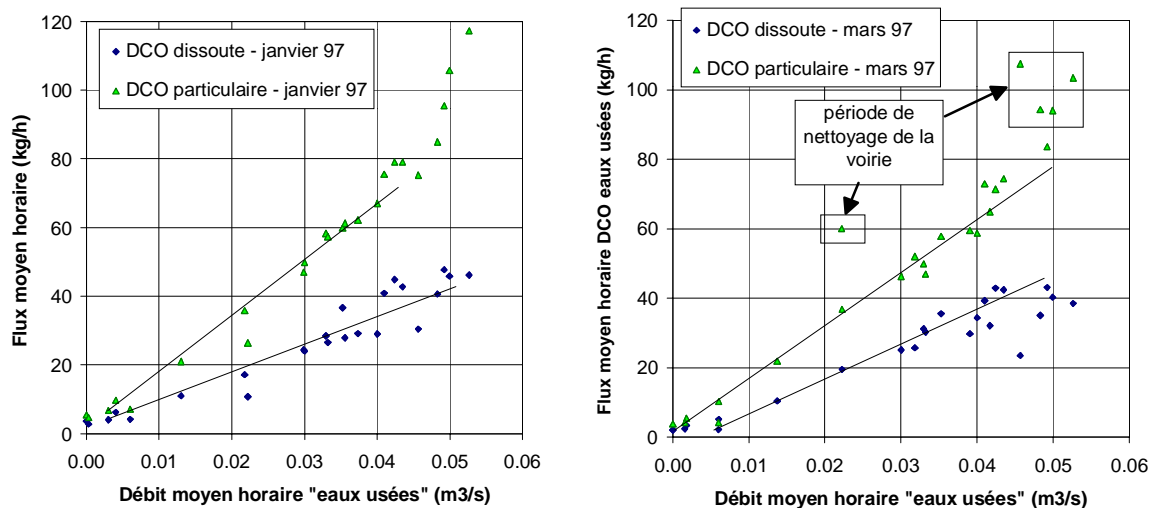 120
100
80
60
40
20
0
0.00 0.01 0.02 0.03 0.04 0.05 0.06
Flux moyen horaire (kg/h)
Débit moyen horaire "eaux usées" (m3/s)
DCO dissoute - janvier 97
DCO particulaire - janvier 97
120
100
80
60
40
20
0
0.00 0.01 0.02 0.03 0.04 0.05 0.06
Flux moyen horaire DCO eaux usées (kg/h)
Débit moyen horaire "eaux usées" (m3/s)
DCO dissoute - mars 97
DCO particulaire - mars 97
période de
nettoyage de la
voirie